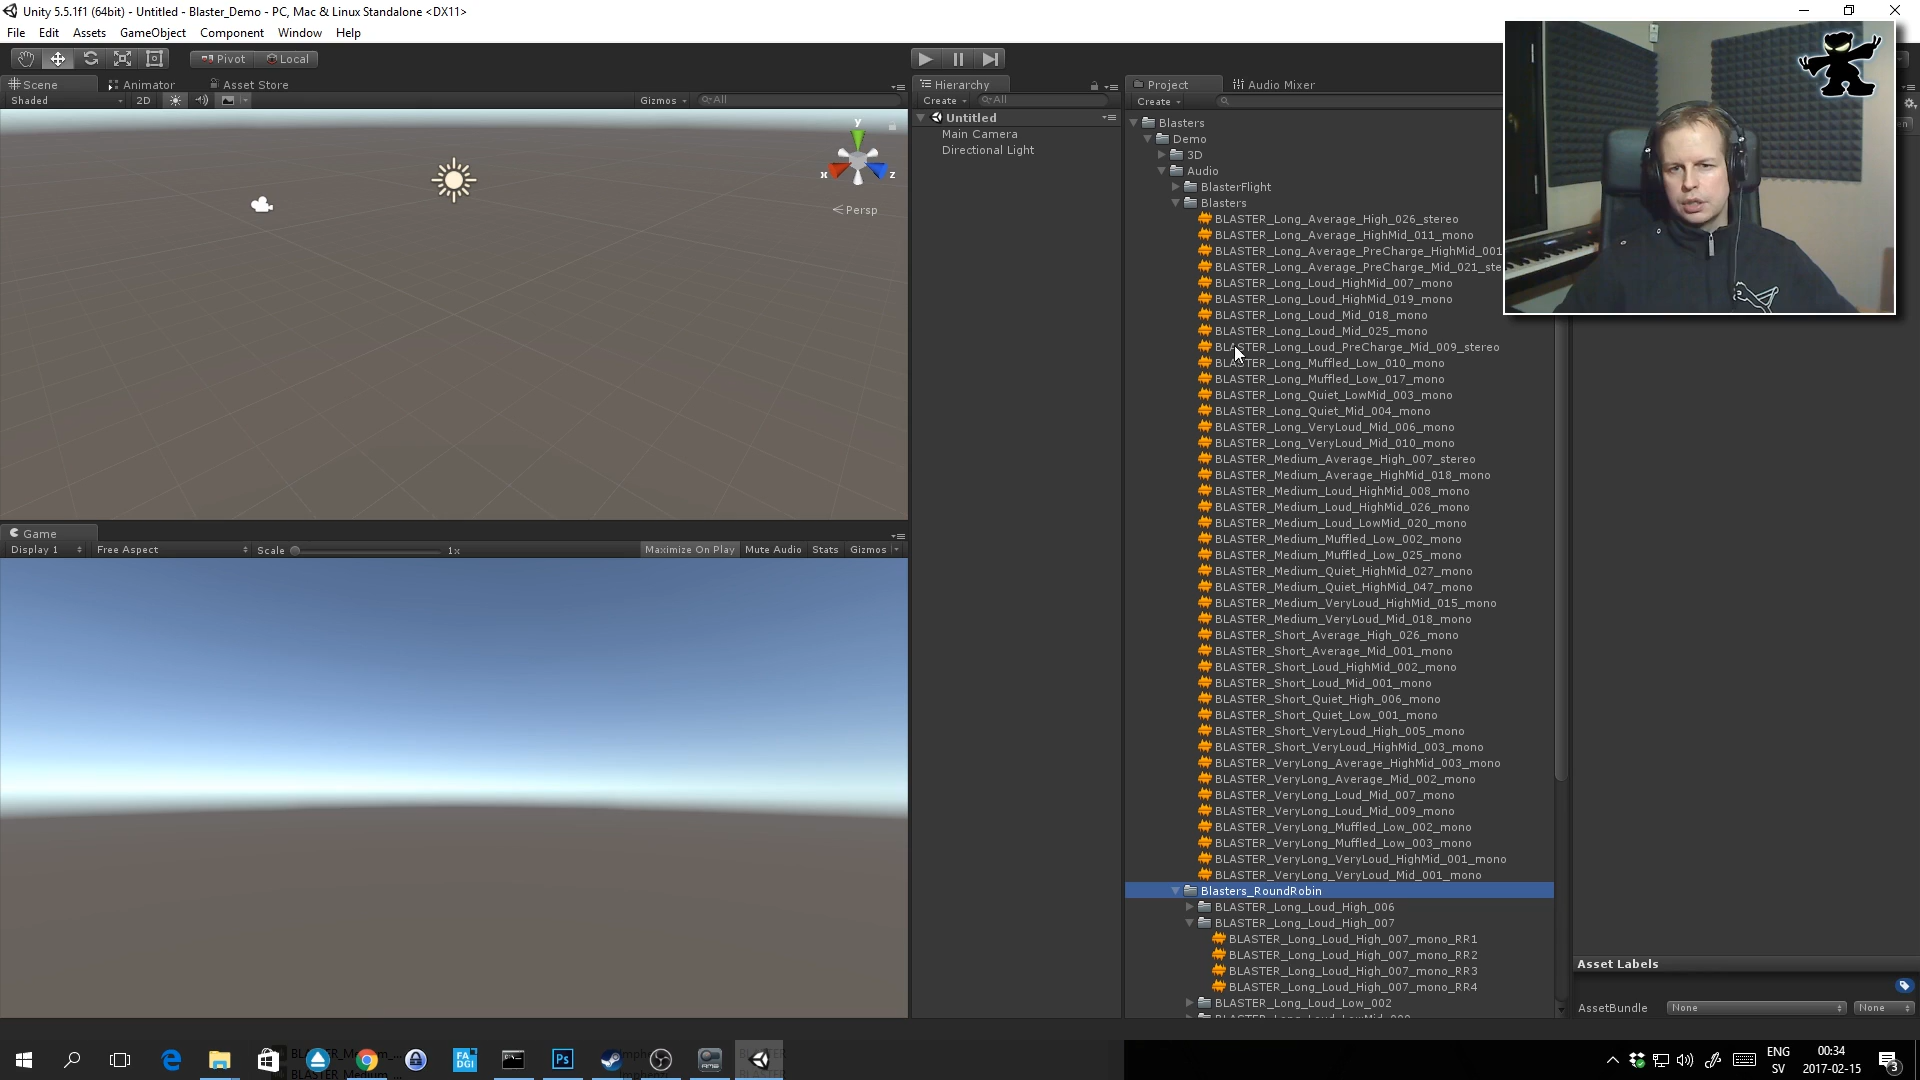 Unity 5.5.1f1 (64bit) - Untitled - Blaster_Demo - PC, Mac & Linux Standalone <DX11>
File Edit Assets GameObject Component Window Help
Pivot Local
Scene Animator Asset Store
Shaded 2D Gizmos All
y
x z
Persp
Game
Display 1 Free Aspect Scale 1x Maximize On Play Mute Audio Stats Gizmos
Hierarchy
Create All
Untitled
Main Camera
Directional Light
Project Audio Mixer
Create
Blasters
Demo
3D
Audio
BlasterFlight
Blasters
BLASTER_Long_Average_High_026_stereo
BLASTER_Long_Average_HighMid_011_mono
BLASTER_Long_Average_PreCharge_HighMid_001
BLASTER_Long_Average_PreCharge_Mid_021_ste
BLASTER_Long_Loud_HighMid_007_mono
BLASTER_Long_Loud_HighMid_019_mono
BLASTER_Long_Loud_Mid_018_mono
BLASTER_Long_Loud_Mid_025_mono
BLASTER_Long_Loud_PreCharge_Mid_009_stereo
BLASTER_Long_Muffled_Low_010_mono
BLASTER_Long_Muffled_Low_017_mono
BLASTER_Long_Quiet_LowMid_003_mono
BLASTER_Long_Quiet_Mid_004_mono
BLASTER_Long_VeryLoud_Mid_006_mono
BLASTER_Long_VeryLoud_Mid_010_mono
BLASTER_Medium_Average_High_007_stereo
BLASTER_Medium_Average_HighMid_018_mono
BLASTER_Medium_Loud_HighMid_008_mono
BLASTER_Medium_Loud_HighMid_026_mono
BLASTER_Medium_Loud_LowMid_020_mono
BLASTER_Medium_Muffled_Low_002_mono
BLASTER_Medium_Muffled_Low_025_mono
BLASTER_Medium_Quiet_HighMid_027_mono
BLASTER_Medium_Quiet_HighMid_047_mono
BLASTER_Medium_VeryLoud_HighMid_015_mono
BLASTER_Medium_VeryLoud_Mid_018_mono
BLASTER_Short_Average_High_026_mono
BLASTER_Short_Average_Mid_001_mono
BLASTER_Short_Loud_HighMid_002_mono
BLASTER_Short_Loud_Mid_001_mono
BLASTER_Short_Quiet_High_006_mono
BLASTER_Short_Quiet_Low_001_mono
BLASTER_Short_VeryLoud_High_005_mono
BLASTER_Short_VeryLoud_HighMid_003_mono
BLASTER_VeryLong_Average_HighMid_003_mono
BLASTER_VeryLong_Average_Mid_002_mono
BLASTER_VeryLong_Loud_Mid_007_mono
BLASTER_VeryLong_Loud_Mid_009_mono
BLASTER_VeryLong_Muffled_Low_002_mono
BLASTER_VeryLong_Muffled_Low_003_mono
BLASTER_VeryLong_VeryLoud_HighMid_001_mono
BLASTER_VeryLong_VeryLoud_Mid_001_mono
Blasters_RoundRobin
BLASTER_Long_Loud_High_006
BLASTER_Long_Loud_High_007
BLASTER_Long_Loud_High_007_mono_RR1
BLASTER_Long_Loud_High_007_mono_RR2
BLASTER_Long_Loud_High_007_mono_RR3
BLASTER_Long_Loud_High_007_mono_RR4
BLASTER_Long_Loud_Low_002
Asset Labels
AssetBundle None None
FA DGI
Ps
ENG
SV
00:34
2017-02-15
3